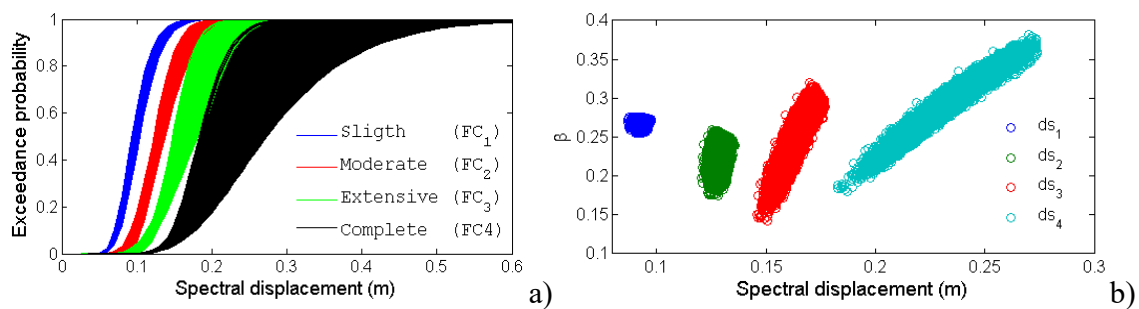 Exceedance probability
1
0.8
0.6
0.4
0.2
0
0 0.1 0.2 0.3 0.4 0.5 0.6
Spectral displacement (m)
Sligth (FC1)
Moderate (FC2)
Extensive (FC3)
Complete (FC4)
a)
β
0.4
0.35
0.3
0.25
0.2
0.15
0.1
0.1 0.15 0.2 0.25 0.3
Spectral displacement (m)
ds1
ds2
ds3
ds4
b)